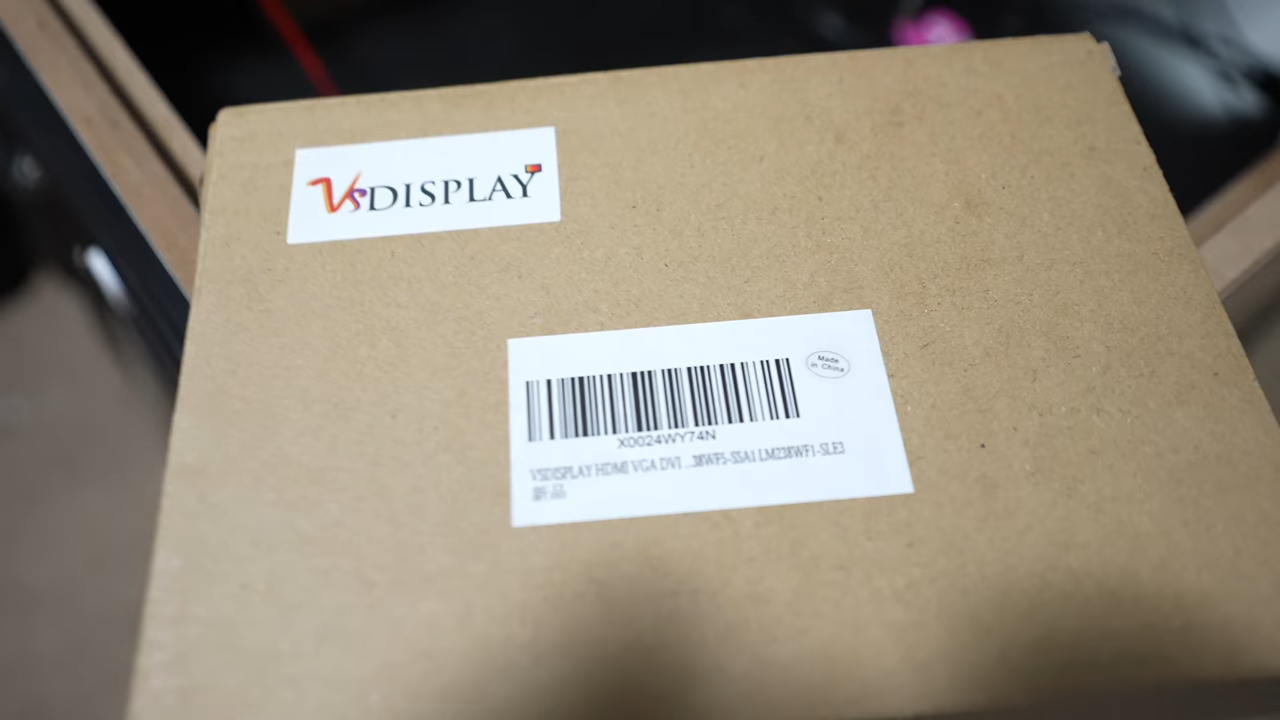 VSDISPLAY
Made
in China
X0024WY74N
VSDISPLAY HDMI VGA DVI ...38WF5-SSA1 LM238WF1-SLE3